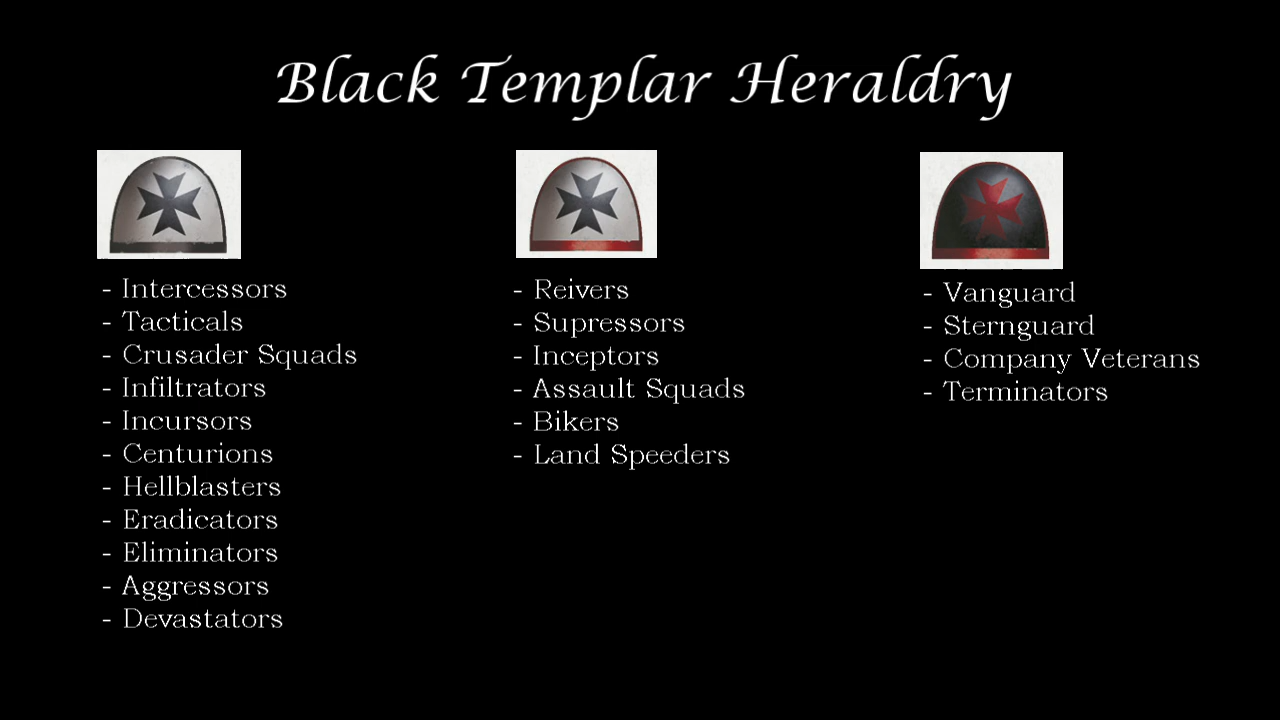 Black Templar Heraldry
- Intercessors
- Tacticals
- Crusader Squads
- Infiltrators
- Incursors
- Centurions
- Hellblasters
- Eradicators
- Eliminators
- Aggressors
- Devastators
- Reivers
- Supressors
- Inceptors
- Assault Squads
- Bikers
- Land Speeders
- Vanguard
- Sternguard
- Company Veterans
- Terminators